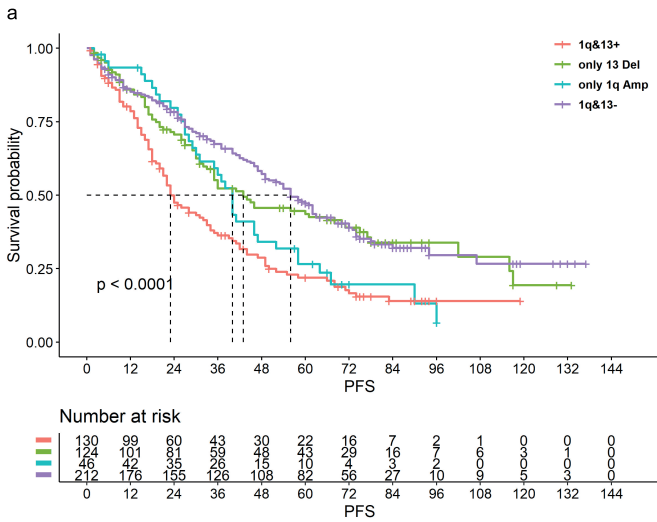 a
1q&13+
only 13 Del
only 1q Amp
1q&13-
Survival probability
1.00
0.75
0.50
0.25
0.00
p < 0.0001
0 12 24 36 48 60 72 84 96 108 120 132 144
PFS
Number at risk
130 99 60 43 30 22 16 7 2 1 0 0 0
124 101 81 59 48 43 29 16 7 6 3 1 0
46 42 35 26 15 10 4 3 2 0 0 0 0
212 176 155 126 108 82 56 27 10 9 5 3 0
0 12 24 36 48 60 72 84 96 108 120 132 144
PFS